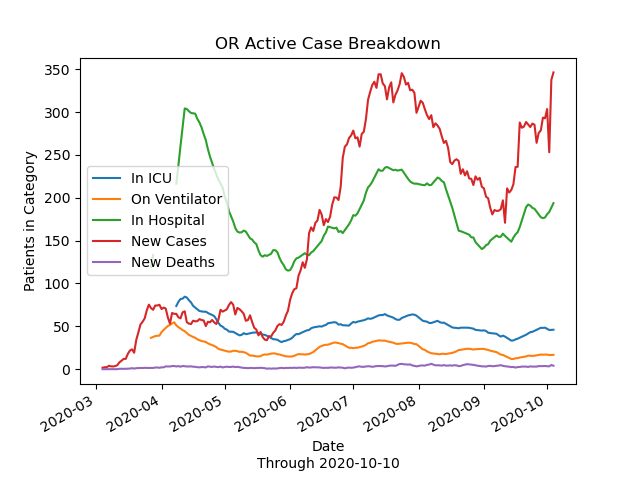 OR Active Case Breakdown
350
300
250
200
150
100
50
0
Patients in Category
In ICU
On Ventilator
In Hospital
New Cases
New Deaths
2020-03
2020-04
2020-05
2020-06
2020-07
2020-08
2020-09
2020-10
Date
Through 2020-10-10